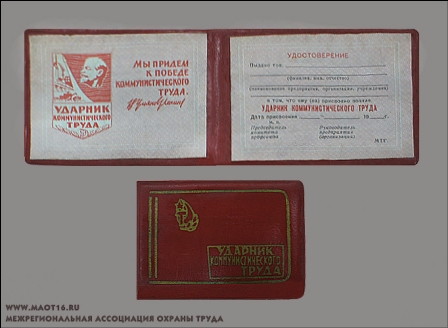 Мы придем
к победе
коммунистического
труда.
УДАРНИК
КОММУНИСТИЧЕСКОГО
ТРУДА
УДОСТОВЕРЕНИЕ
Выдано тов.
(фамилия, имя, отчество)
(наименование предприятия, организации, учреждения)
в том, что ему (ей) присвоено звание
УДАРНИК КОММУНИСТИЧЕСКОГО ТРУДА
Дата присвоения 19 г.
М. П.
Председатель
комитета
профсоюза
Руководитель
предприятия
(организации)
МТГ
УДАРНИК
КОММУНИСТИЧЕСКОГО
ТРУДА
WWW.MAOT16.RU
МЕЖРЕГИОНАЛЬНАЯ АССОЦИАЦИЯ ОХРАНЫ ТРУДА